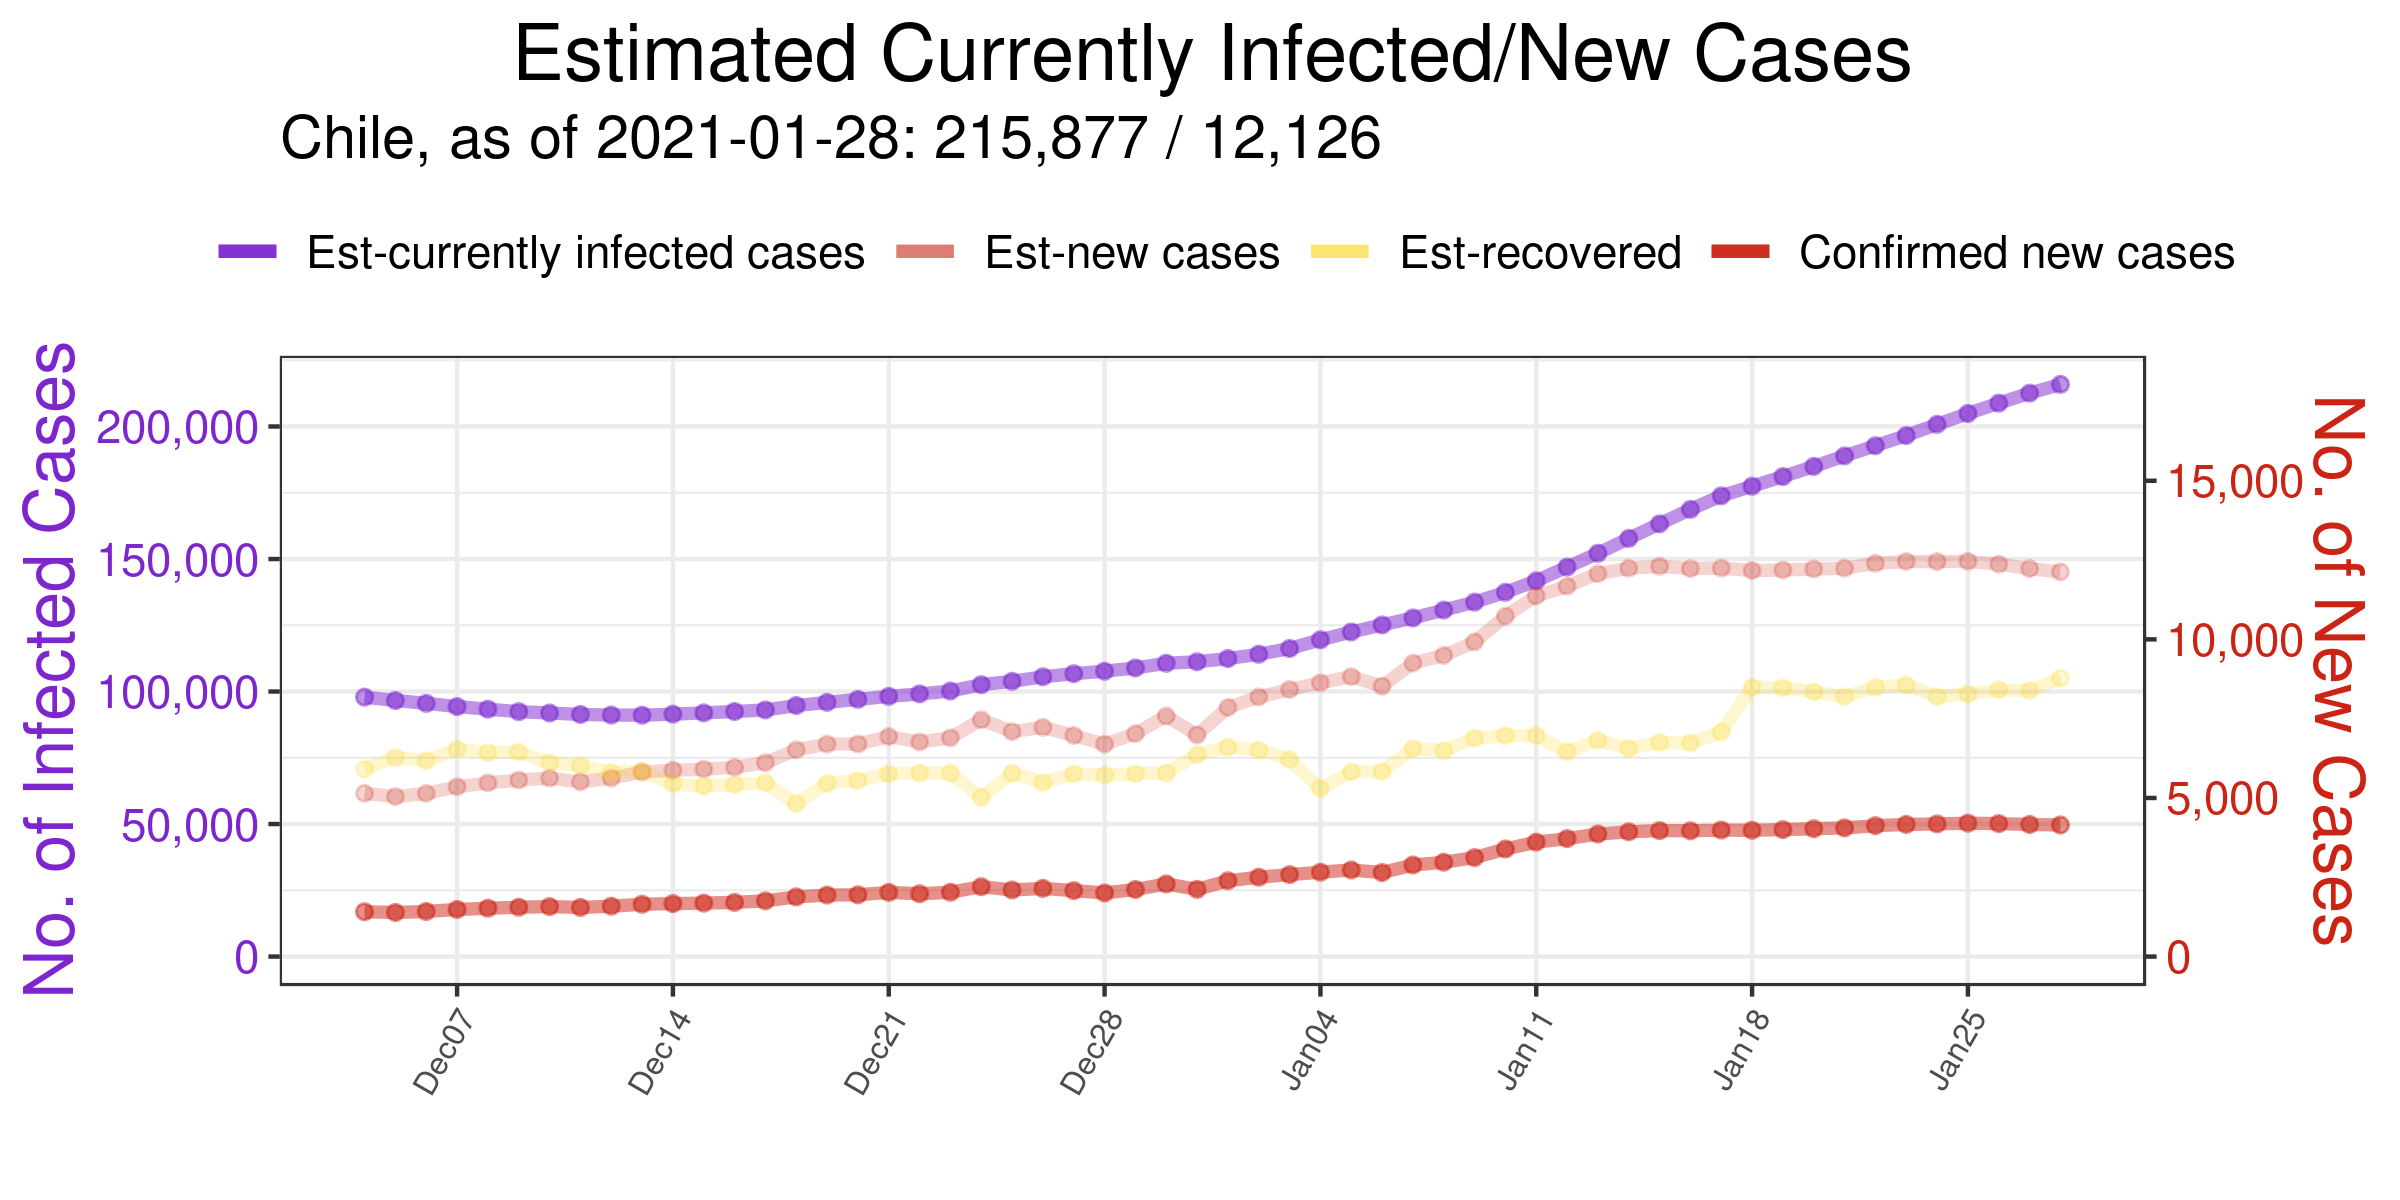 Estimated Currently Infected/New Cases
Chile, as of 2021-01-28: 215,877 / 12,126
Est-currently infected cases
Est-new cases
Est-recovered
Confirmed new cases
No. of Infected Cases
200,000
150,000
100,000
50,000
0
15,000
10,000
5,000
0
No. of New Cases
Dec07
Dec14
Dec21
Dec28
Jan04
Jan11
Jan18
Jan25